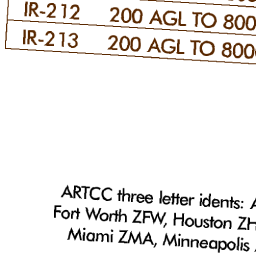 IR-212 200 AGL TO 800
IR-213 200 AGL TO 800
ARTCC three letter idents:
Fort Worth ZFW, Houston
Miami ZMA, Minneapolis